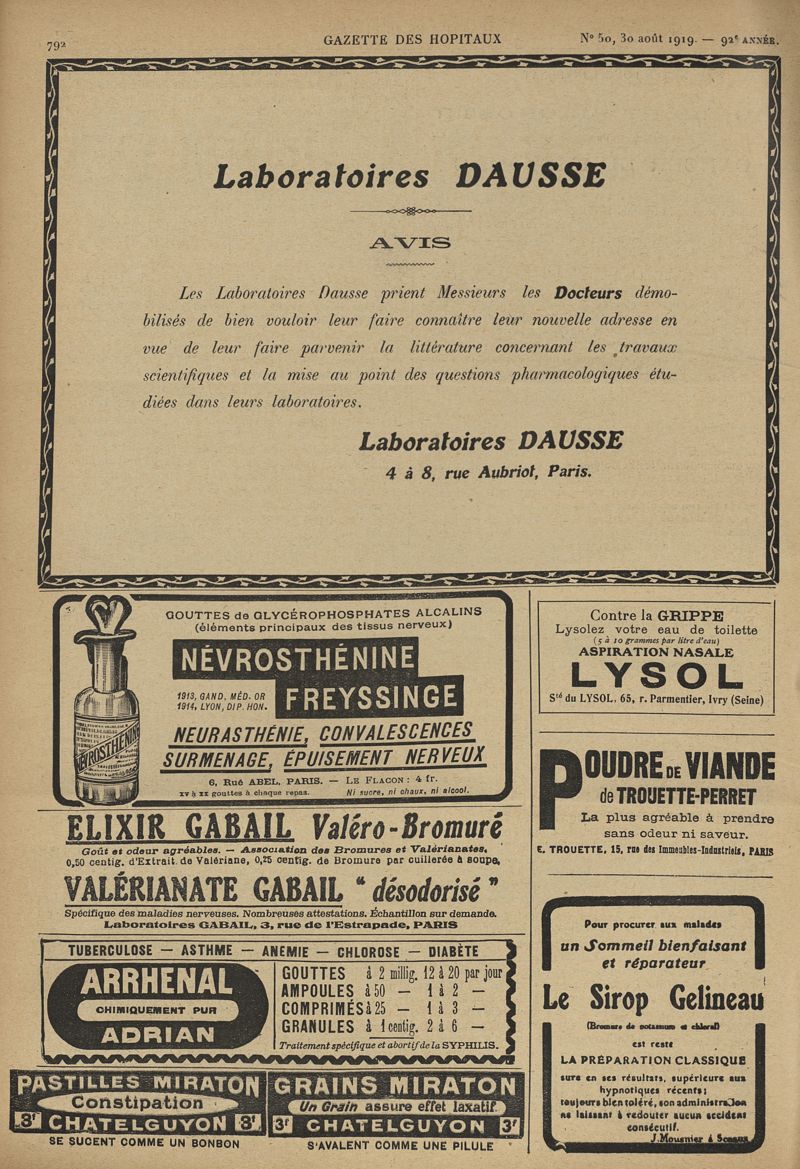 792
GAZETTE DES HOPITAUX
N° 50, 30 août 1919. — 92e ANNÉE.
Laboratoires DAUSSE
AVIS
Les Laboratoires Dausse prient Messieurs les Docteurs démo-
bilisés de bien vouloir leur faire connaître leur nouvelle adresse en
vue de leur faire parvenir la littérature concernant les travaux
scientifiques et la mise au point des questions pharmacologiques étu-
diées dans leurs laboratoires.
Laboratoires DAUSSE
4 à 8, rue Aubriot, Paris.
GOUTTES de GLYCÉROPHOSPHATES ALCALINS
(éléments principaux des tissus nerveux)
NÉVROSTHÉNINE
1913, GAND, MÉD. OR
1914, LYON, DIP. HON.
FREYSSINGE
NÉVROSTHÉNINE
NEURASTHÉNIE, CONVALESCENCES
SURMENAGE, ÉPUISEMENT NERVEUX
6, Rue ABEL, PARIS. — LE FLACON : 4 fr.
XV à XX gouttes à chaque repas. Ni sucre, ni chaux, ni alcool.
ELIXIR GABAIL Valéro-Bromuré
Goût et odeur agréables. — Association des Bromures et Valérianates.
0,50 centig. d'Extrait de Valériane, 0,25 centig. de Bromure par cuillerée à soupe.
VALÉRIANATE GABAIL "désodorisé"
Spécifique des maladies nerveuses. Nombreuses attestations. Échantillon sur demande.
Laboratoires GABAIL, 3, rue de l'Estrapade, PARIS
TUBERCULOSE — ASTHME — ANEMIE — CHLOROSE — DIABÈTE
ARRHENAL
CHIMIQUEMENT PUR
ADRIAN
GOUTTES à 2 millig. 12 à 20 par jour
AMPOULES à 50 — 1 à 2 —
COMPRIMÉS à 25 — 1 à 3 —
GRANULES à 1 centig. 2 à 6 —
Traitement spécifique et abortif de la SYPHILIS.
PASTILLES MIRATON
Constipation
3f CHATELGUYON 3f
SE SUCENT COMME UN BONBON
GRAINS MIRATON
Un Grain assure effet laxatif
3f CHATELGUYON 3f
S'AVALENT COMME UNE PILULE
Contre la GRIPPE
Lysolez votre eau de toilette
(5 à 10 grammes par litre d'eau)
ASPIRATION NASALE
LYSOL
Sté du LYSOL, 65, r. Parmentier, Ivry (Seine)
POUDRE DE VIANDE
de TROUETTE-PERRET
La plus agréable à prendre
sans odeur ni saveur.
E. TROUETTE, 15, rue des Immeubles-Industriels, PARIS
Pour procurer aux malades
un Sommeil bienfaisant
et réparateur
Le Sirop Gelineau
(Bromure de potassium et chloral)
est resté
LA PRÉPARATION CLASSIQUE
sûre en ses résultats, supérieure aux
hypnotiques récents;
toujours bien toléré, son administration
ne laissant à redouter aucun accident
consécutif.
J. Mousnier à Sceaux